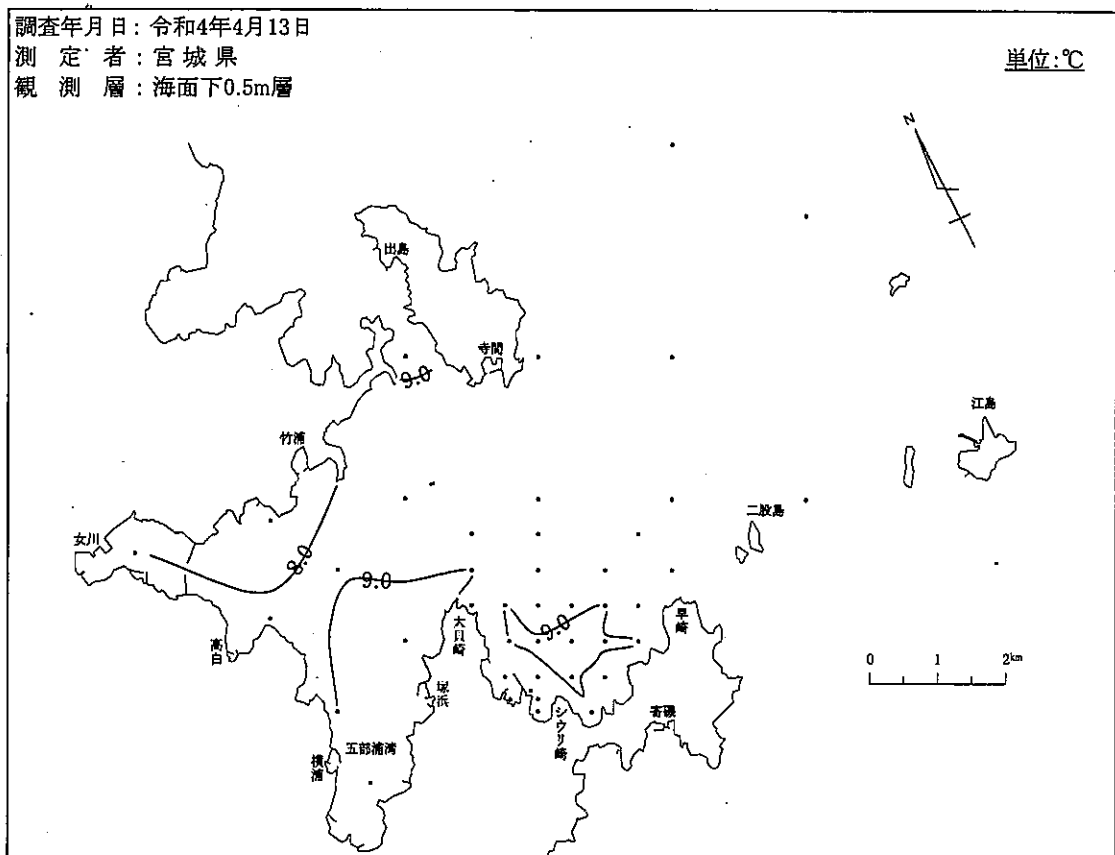 調査年月日：令和4年4月13日
測 定 者：宮城県
単位：℃
観 測 層：海面下0.5m層
N
出島
寺間
9.0
江島
竹浦
二股島
女川
8.0
9.0
大貝崎
9.0
早崎
高白
塚浜
0 1 2km
シウリ崎
寄磯
五部浦湾
横浦